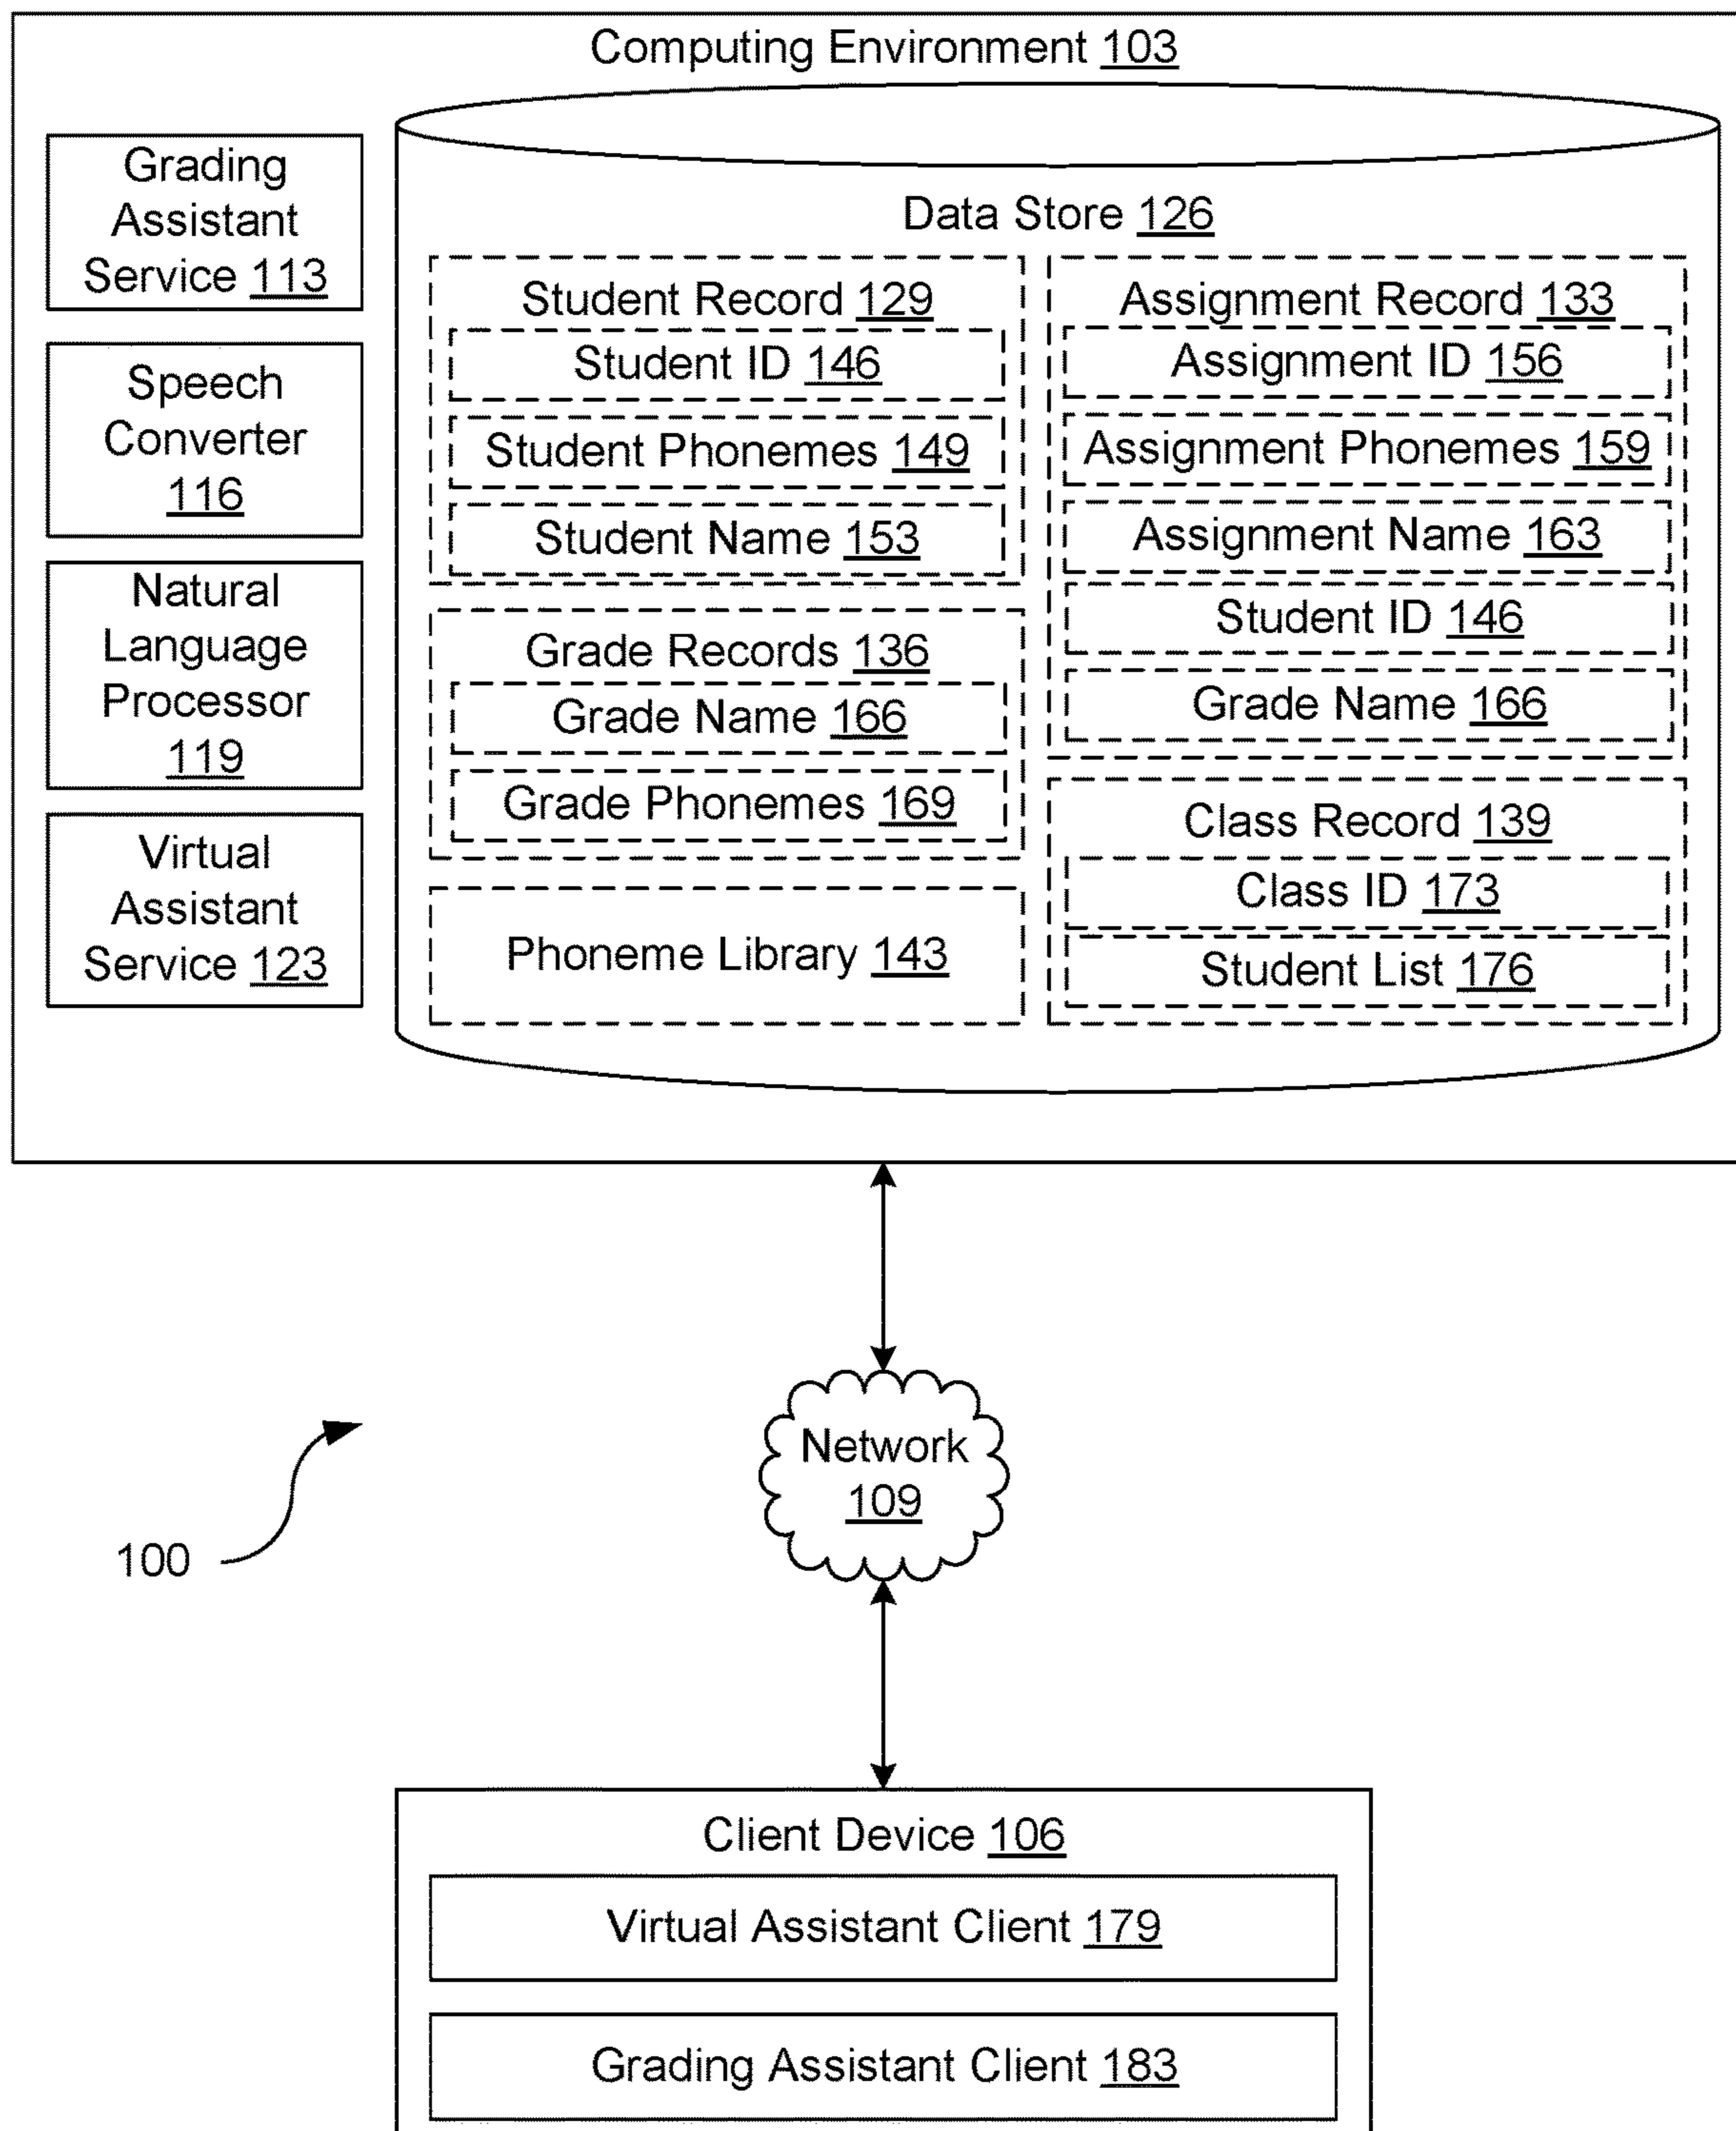 Computing Environment 103
Grading
Assistant
Service 113
Speech
Converter
116
Natural
Language
Processor
119
Virtual
Assistant
Service 123
Data Store 126
Student Record 129
Student ID 146
Student Phonemes 149
Student Name 153
Grade Records 136
Grade Name 166
Grade Phonemes 169
Phoneme Library 143
Assignment Record 133
Assignment ID 156
Assignment Phonemes 159
Assignment Name 163
Student ID 146
Grade Name 166
Class Record 139
Class ID 173
Student List 176
Network
109
100
Client Device 106
Virtual Assistant Client 179
Grading Assistant Client 183